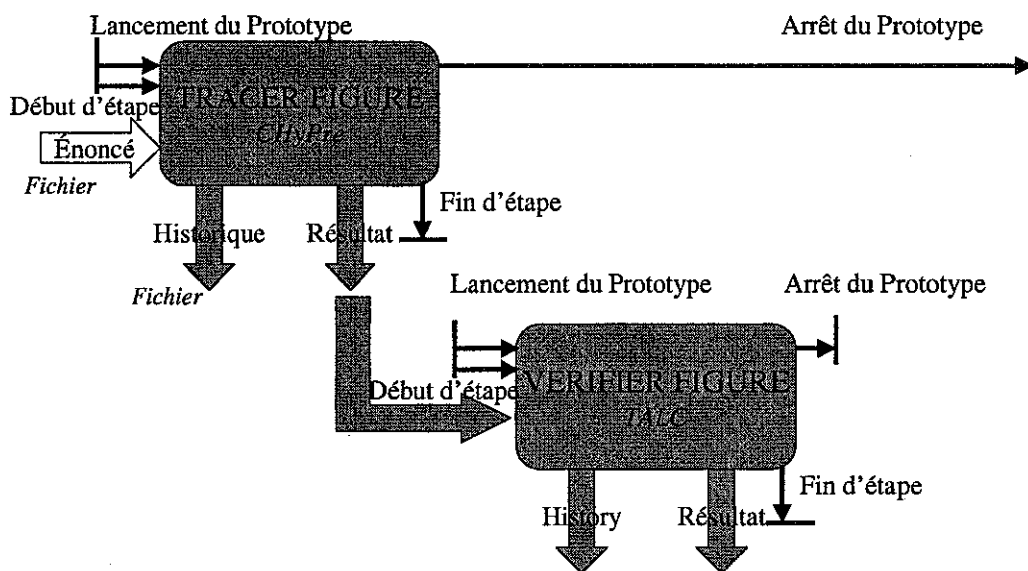 Lancement du Prototype
Arrêt du Prototype
TRACER FIGURE
Début d'étape
CHyPre
Énoncé
Fichier
Fin d'étape
Historique
Résultat
Fichier
Lancement du Prototype
Arrêt du Prototype
VERIFIER FIGURE
Début d'étape
TALC
Fin d'étape
History
Résultat